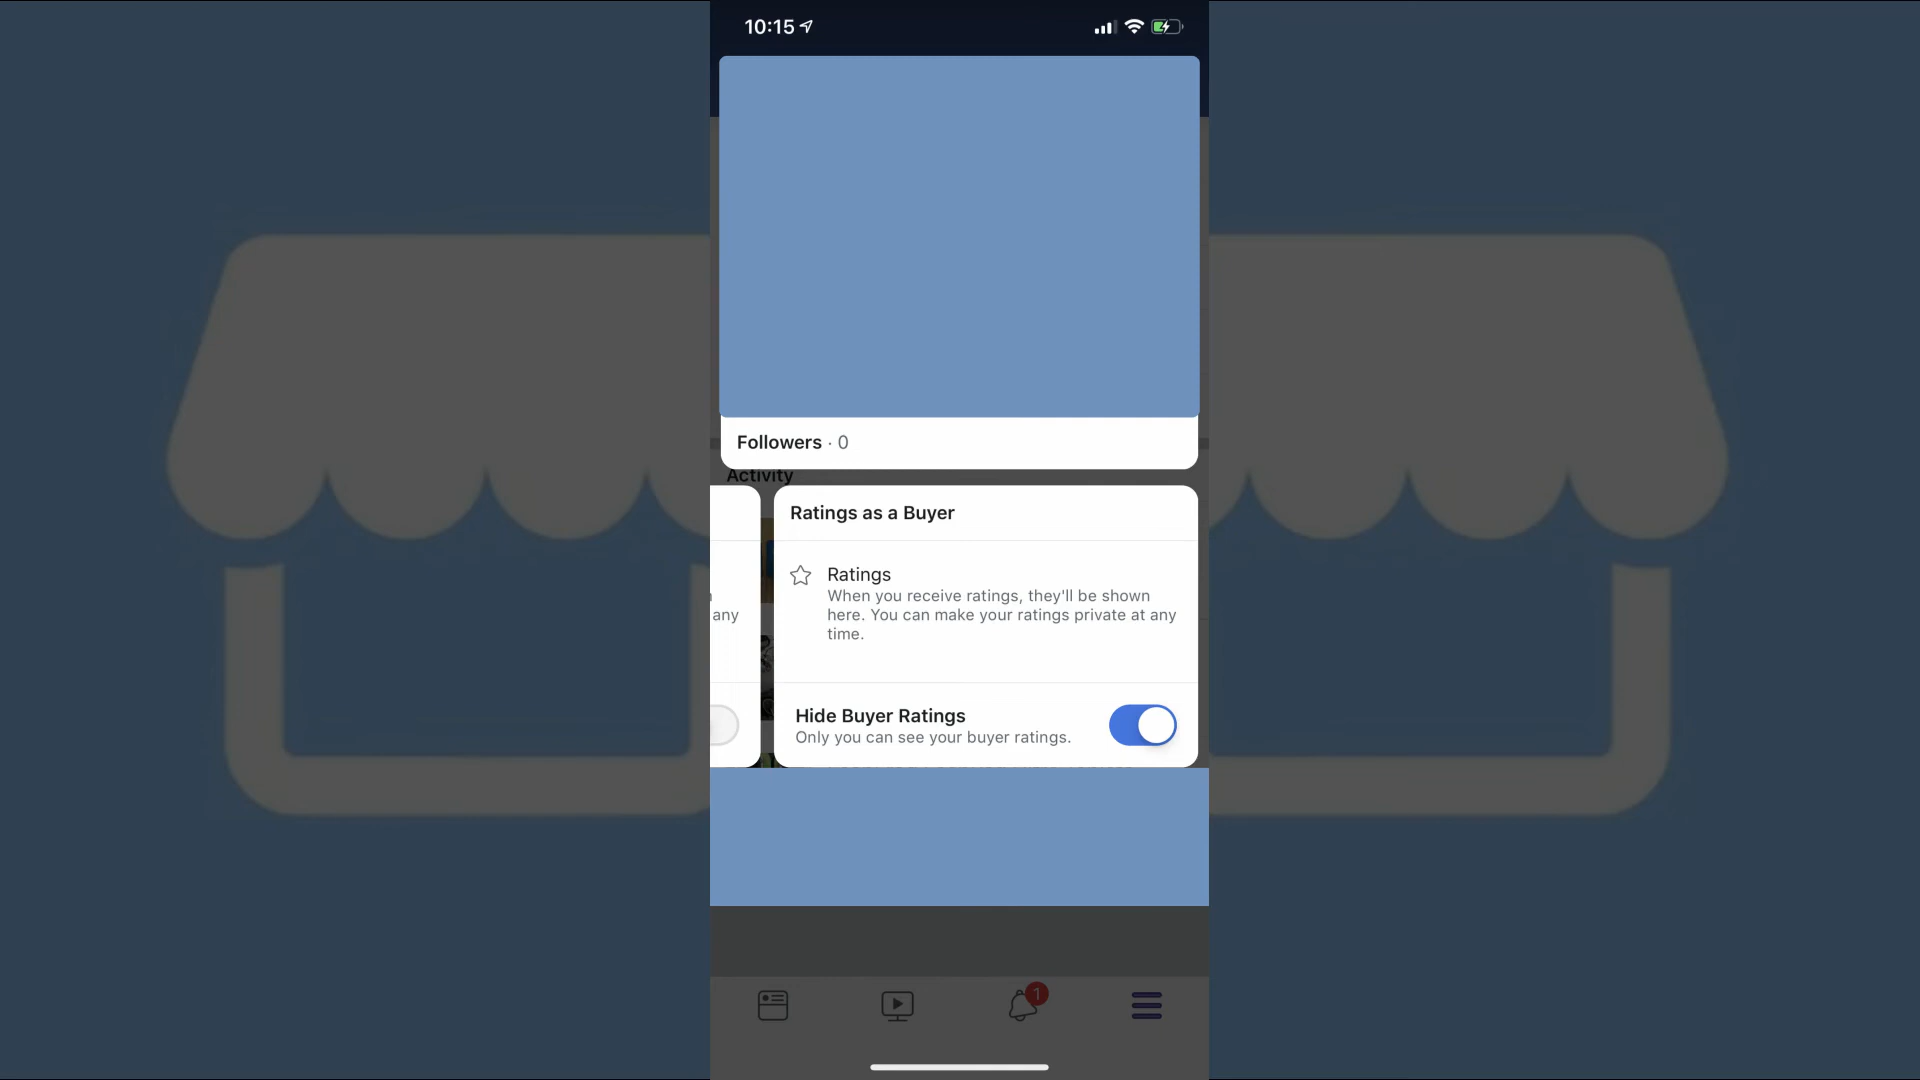 10:15
Followers · 0
Activity
Ratings as a Buyer
Ratings
When you receive ratings, they'll be shown
here. You can make your ratings private at any
time.
any
Hide Buyer Ratings
Only you can see your buyer ratings.
1